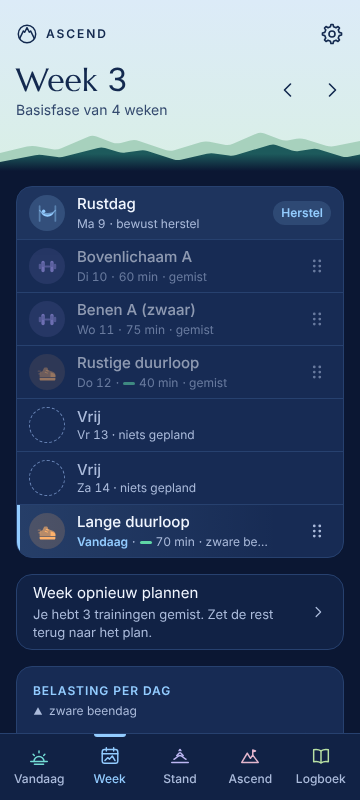 ASCEND
Week 3
Basisfase van 4 weken
Rustdag
Ma 9 · bewust herstel
Herstel
Bovenlichaam A
Di 10 · 60 min · gemist
Benen A (zwaar)
Wo 11 · 75 min · gemist
Rustige duurloop
Do 12 · 40 min · gemist
Vrij
Vr 13 · niets gepland
Vrij
Za 14 · niets gepland
Lange duurloop
Vandaag · 70 min · zware be...
Week opnieuw plannen
Je hebt 3 trainingen gemist. Zet de rest
terug naar het plan.
BELASTING PER DAG
▲ zware beendag
Vandaag
Week
Stand
Ascend
Logboek